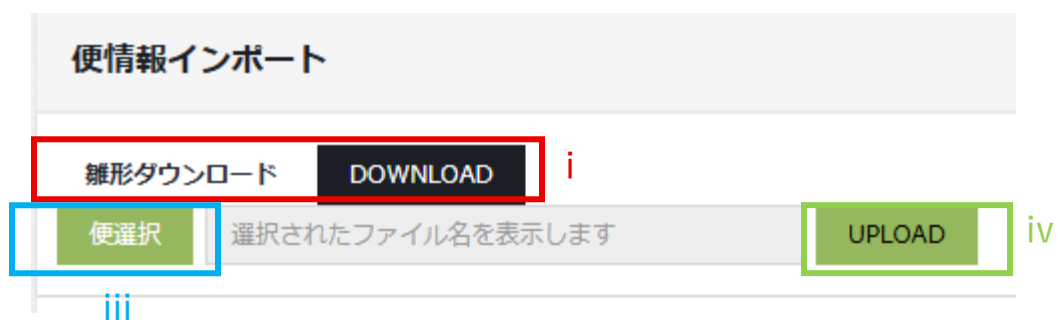 便情報インポート
雛形ダウンロード DOWNLOAD i
便選択 選択されたファイル名を表示します UPLOAD iv
iii